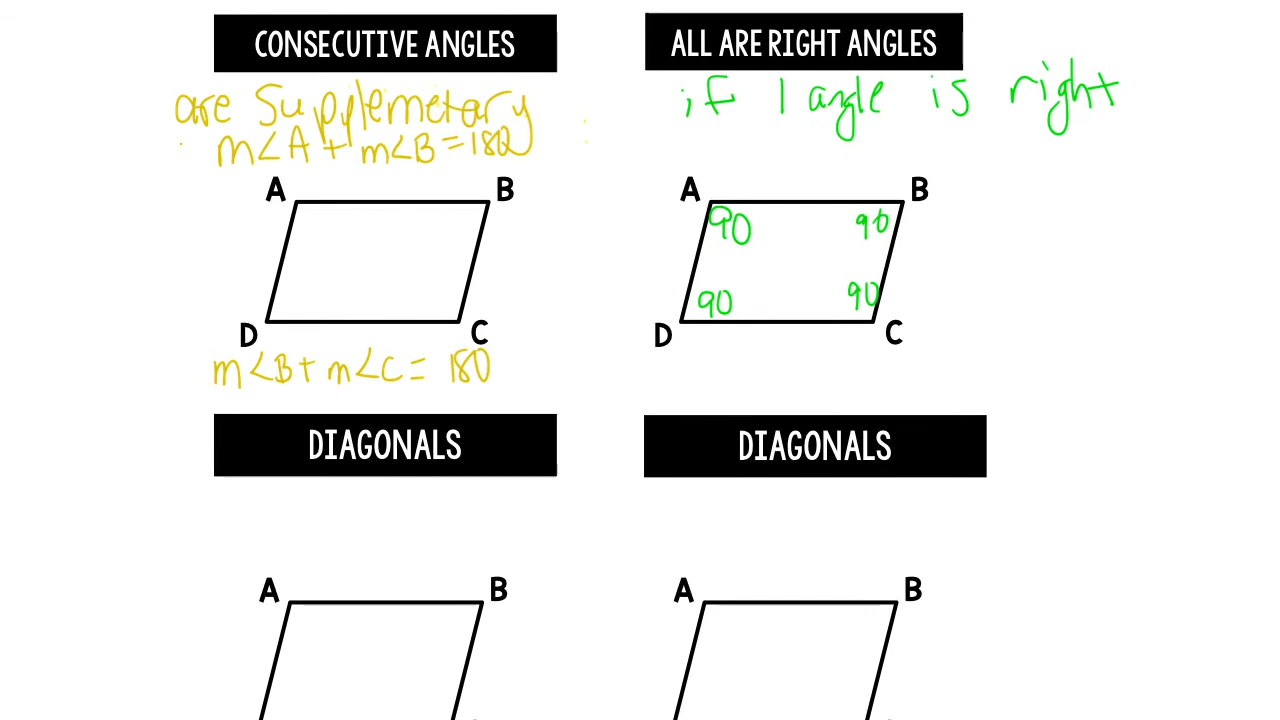 CONSECUTIVE ANGLES
are Supplemetary
m∠A + m∠B = 180
A
B
D
C
m∠B + m∠C = 180
ALL ARE RIGHT ANGLES
if 1 angle is right
A
B
90
90
90
90
D
C
DIAGONALS
A
B
DIAGONALS
A
B